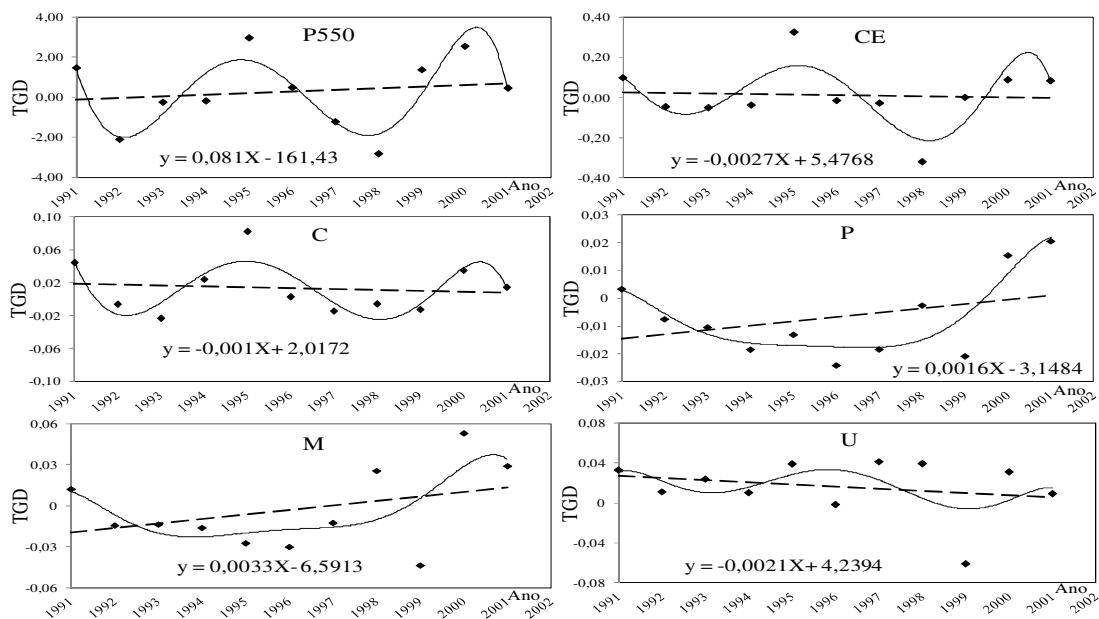 P550
TGD
4,00
2,00
0,00
-2,00
-4,00
y = 0,081X - 161,43
Ano
1991 1992 1993 1994 1995 1996 1997 1998 1999 2000 2001 2002
CE
TGD
0,40
0,20
0,00
-0,20
-0,40
y = -0,0027X + 5,4768
Ano
1991 1992 1993 1994 1995 1996 1997 1998 1999 2000 2001 2002
C
TGD
0,10
0,06
0,02
-0,02
-0,06
-0,10
y = -0,001X + 2,0172
Ano
1991 1992 1993 1994 1995 1996 1997 1998 1999 2000 2001 2002
P
TGD
0,03
0,02
0,01
0
-0,01
-0,02
-0,03
y = 0,0016X - 3,1484
Ano
1991 1992 1993 1994 1995 1996 1997 1998 1999 2000 2001 2002
M
TGD
0,06
0,03
0
-0,03
-0,06
y = 0,0033X-6,5913
Ano
1991 1992 1993 1994 1995 1996 1997 1998 1999 2000 2001 2002
U
TGD
0,08
0,04
0
-0,04
-0,08
y = -0,0021X + 4,2394
Ano
1991 1992 1993 1994 1995 1996 1997 1998 1999 2000 2001 2002